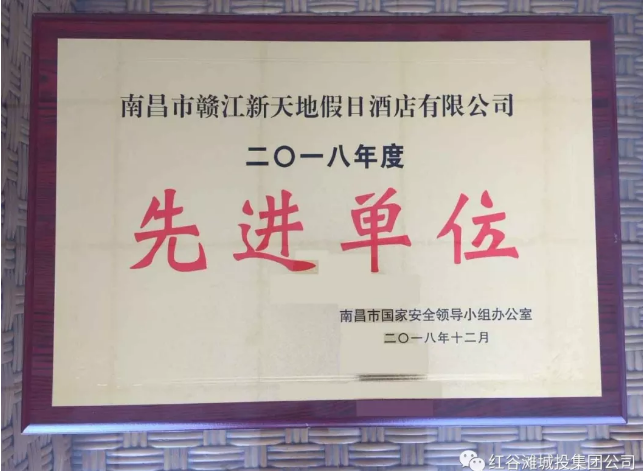 南昌市赣江新天地假日酒店有限公司
二〇一八年度
先进单位
南昌市国家安全领导小组办公室
二〇一八年十二月
红谷滩城投集团公司